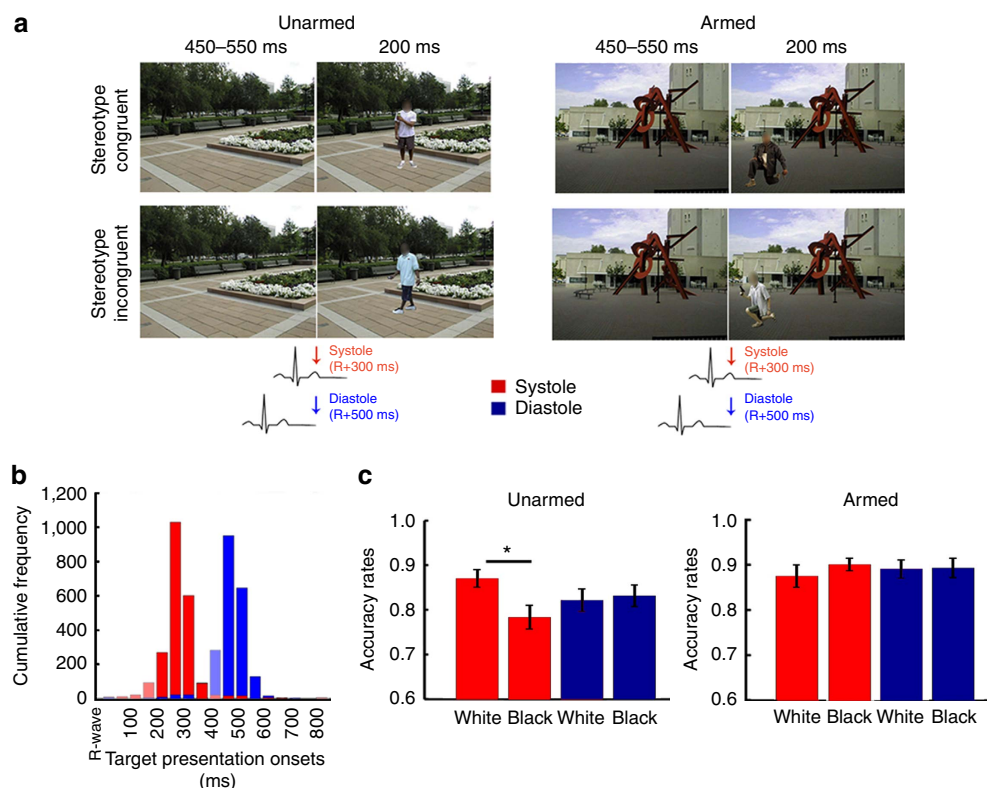 a
Unarmed
Armed
450–550 ms
200 ms
450–550 ms
200 ms
Stereotype
congruent
Stereotype
incongruent
Systole
(R+300 ms)
Diastole
(R+500 ms)
Systole
Diastole
Systole
(R+300 ms)
Diastole
(R+500 ms)
b
Cumulative frequency
1,200
1,000
800
600
400
200
0
R-wave
100
200
300
400
500
600
700
800
Target presentation onsets
(ms)
c
Unarmed
Accuracy rates
1.0
0.9
0.8
0.7
0.6
*
White Black White Black
Armed
Accuracy rates
1.0
0.9
0.8
0.7
0.6
White Black White Black